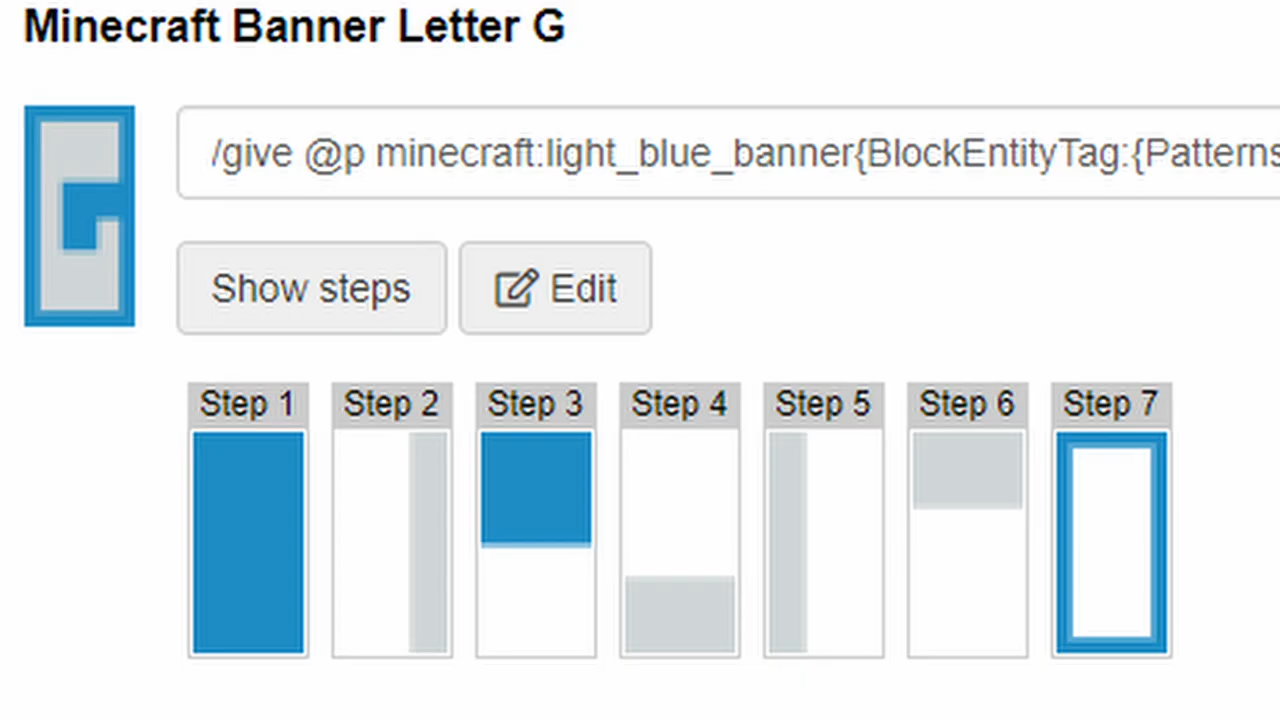 Minecraft Banner Letter G
/give @p minecraft:light_blue_banner{BlockEntityTag:{Patterns
Show steps Edit
Step 1 Step 2 Step 3 Step 4 Step 5 Step 6 Step 7